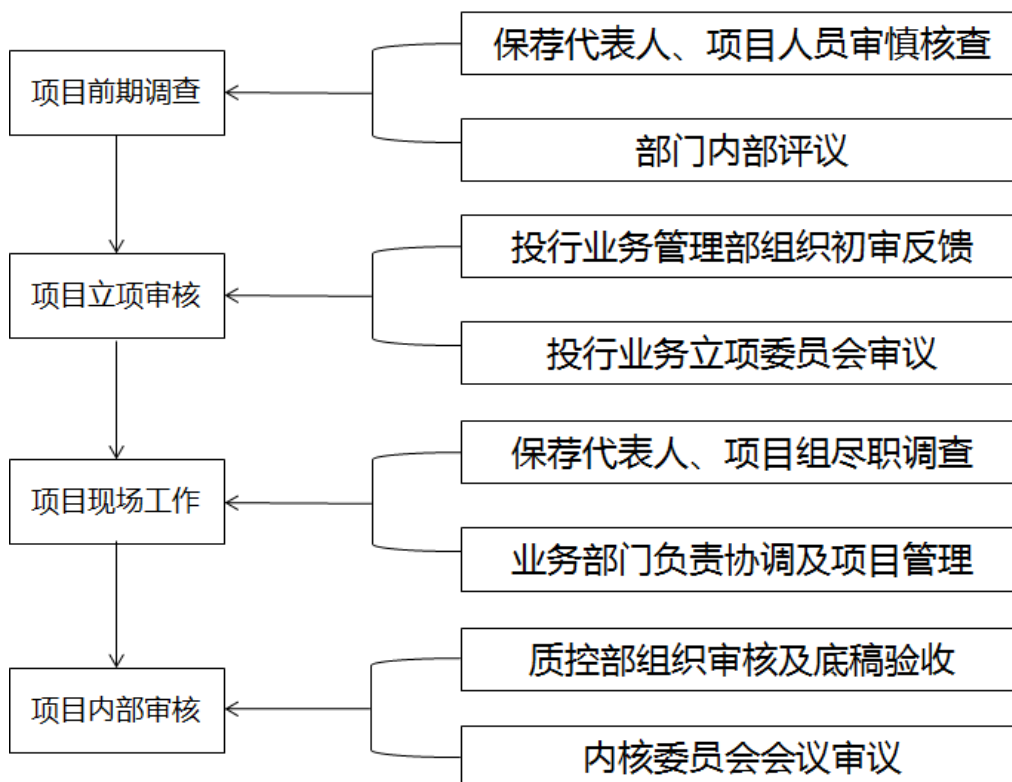 保荐代表人、项目人员审慎核查
项目前期调查
部门内部评议
投行业务管理部组织初审反馈
项目立项审核
投行业务立项委员会审议
保荐代表人、项目组尽职调查
项目现场工作
业务部门负责协调及项目管理
质控部组织审核及底稿验收
项目内部审核
内核委员会会议审议